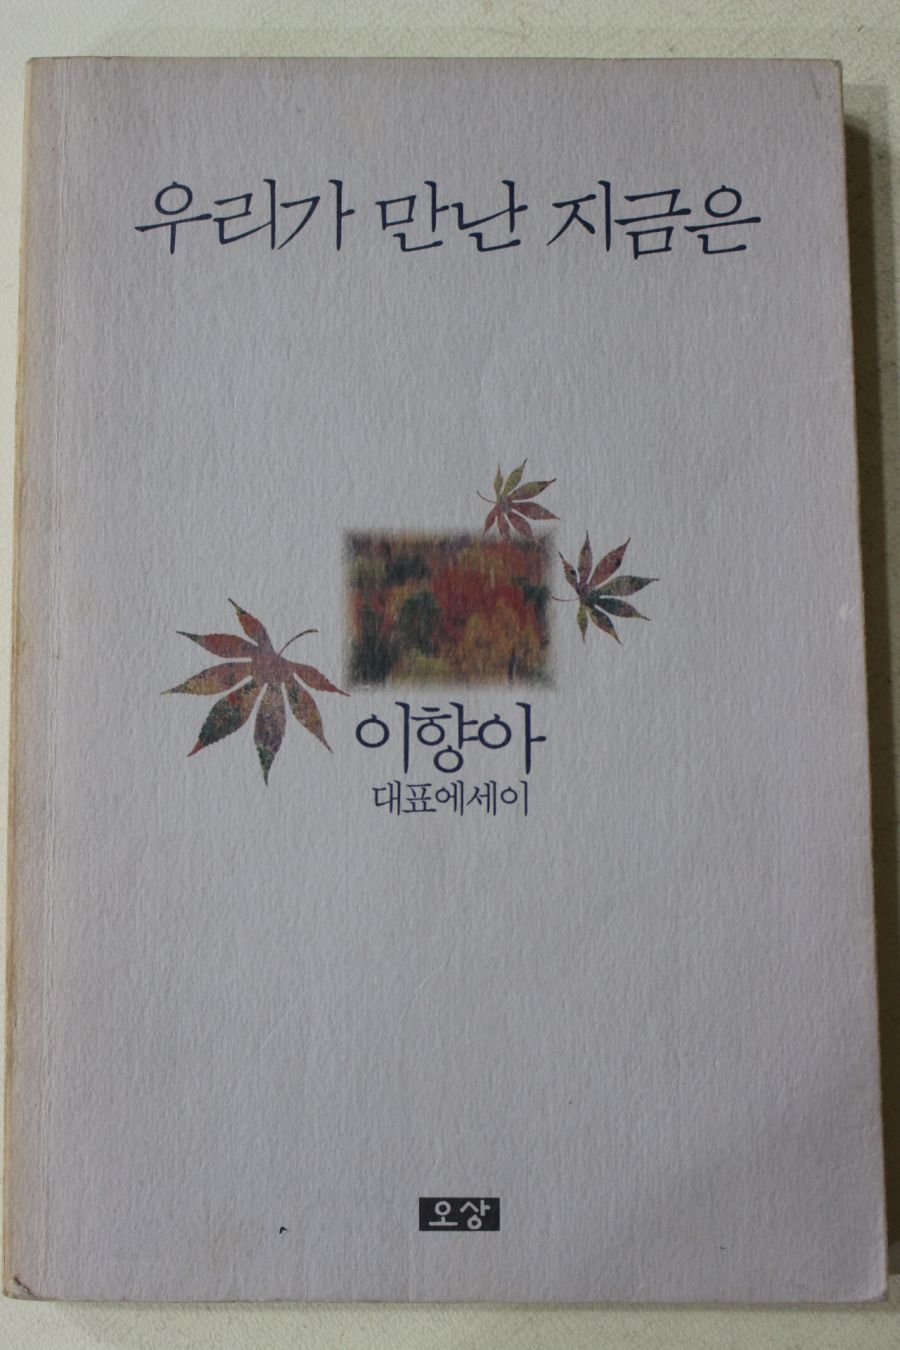 우리가 만난 지금은
이향아
대표에세이
오상